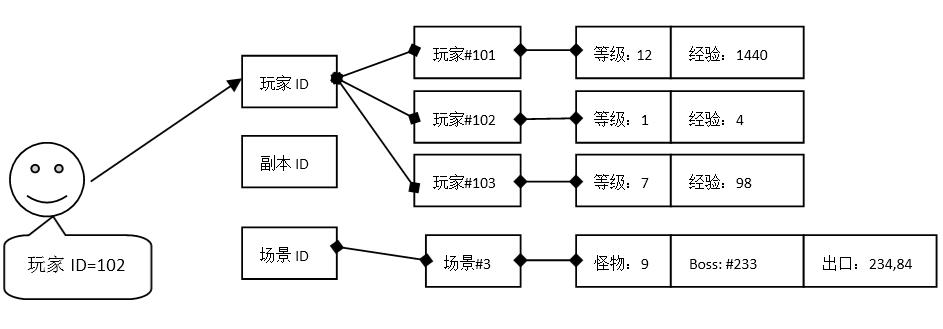 玩家#101
等级：12
经验：1440
玩家 ID
玩家#102
等级：1
经验：4
副本 ID
玩家#103
等级：7
经验：98
场景 ID
场景#3
怪物：9
Boss: #233
出口：234,84
玩家 ID=102